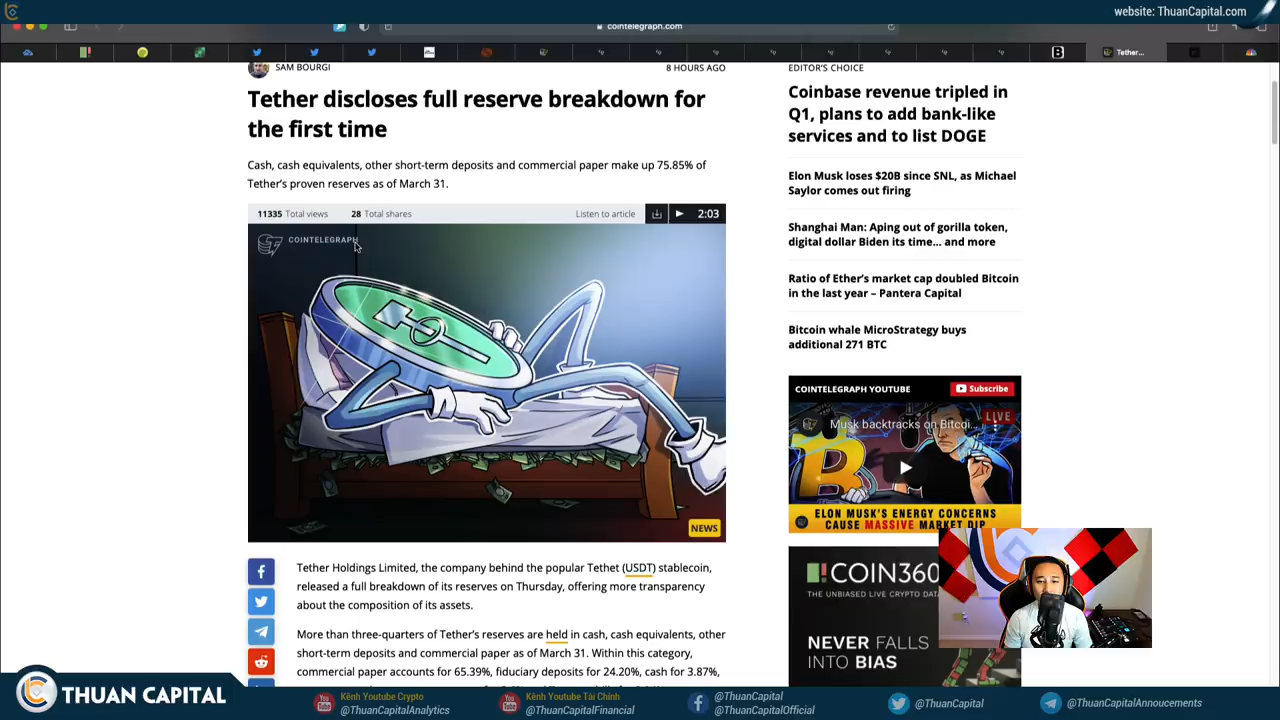 website: ThuanCapital.com
cointelegraph.com
Tether...
SAM BOURGI
8 HOURS AGO
Tether discloses full reserve breakdown for
the first time
Cash, cash equivalents, other short-term deposits and commercial paper make up 75.85% of
Tether's proven reserves as of March 31.
11335 Total views
28 Total shares
Listen to article
2:03
COINTELEGRAPH
NEWS
Tether Holdings Limited, the company behind the popular Tethet (USDT) stablecoin,
released a full breakdown of its reserves on Thursday, offering more transparency
about the composition of its assets.
More than three-quarters of Tether's reserves are held in cash, cash equivalents, other
short-term deposits and commercial paper as of March 31. Within this category,
commercial paper accounts for 65.39%, fiduciary deposits for 24.20%, cash for 3.87%,
EDITOR'S CHOICE
Coinbase revenue tripled in
Q1, plans to add bank-like
services and to list DOGE
Elon Musk loses $20B since SNL, as Michael
Saylor comes out firing
Shanghai Man: Aping out of gorilla token,
digital dollar Biden its time... and more
Ratio of Ether's market cap doubled Bitcoin
in the last year – Pantera Capital
Bitcoin whale MicroStrategy buys
additional 271 BTC
COINTELEGRAPH YOUTUBE
Subscribe
Musk backtracks on Bitcoi...
LIVE
ELON MUSK'S ENERGY CONCERNS
CAUSE MASSIVE MARKET DIP
COIN360
THE UNBIASED LIVE CRYPTO DATA
NEVER FALLS
INTO BIAS
THUAN CAPITAL
Kênh Youtube Crypto
@ThuanCapitalAnalytics
Kênh Youtube Tài Chính
@ThuanCapitalFinancial
@ThuanCapital
@ThuanCapitalOfficial
@ThuanCapital
@ThuanCapitalAnnoucements